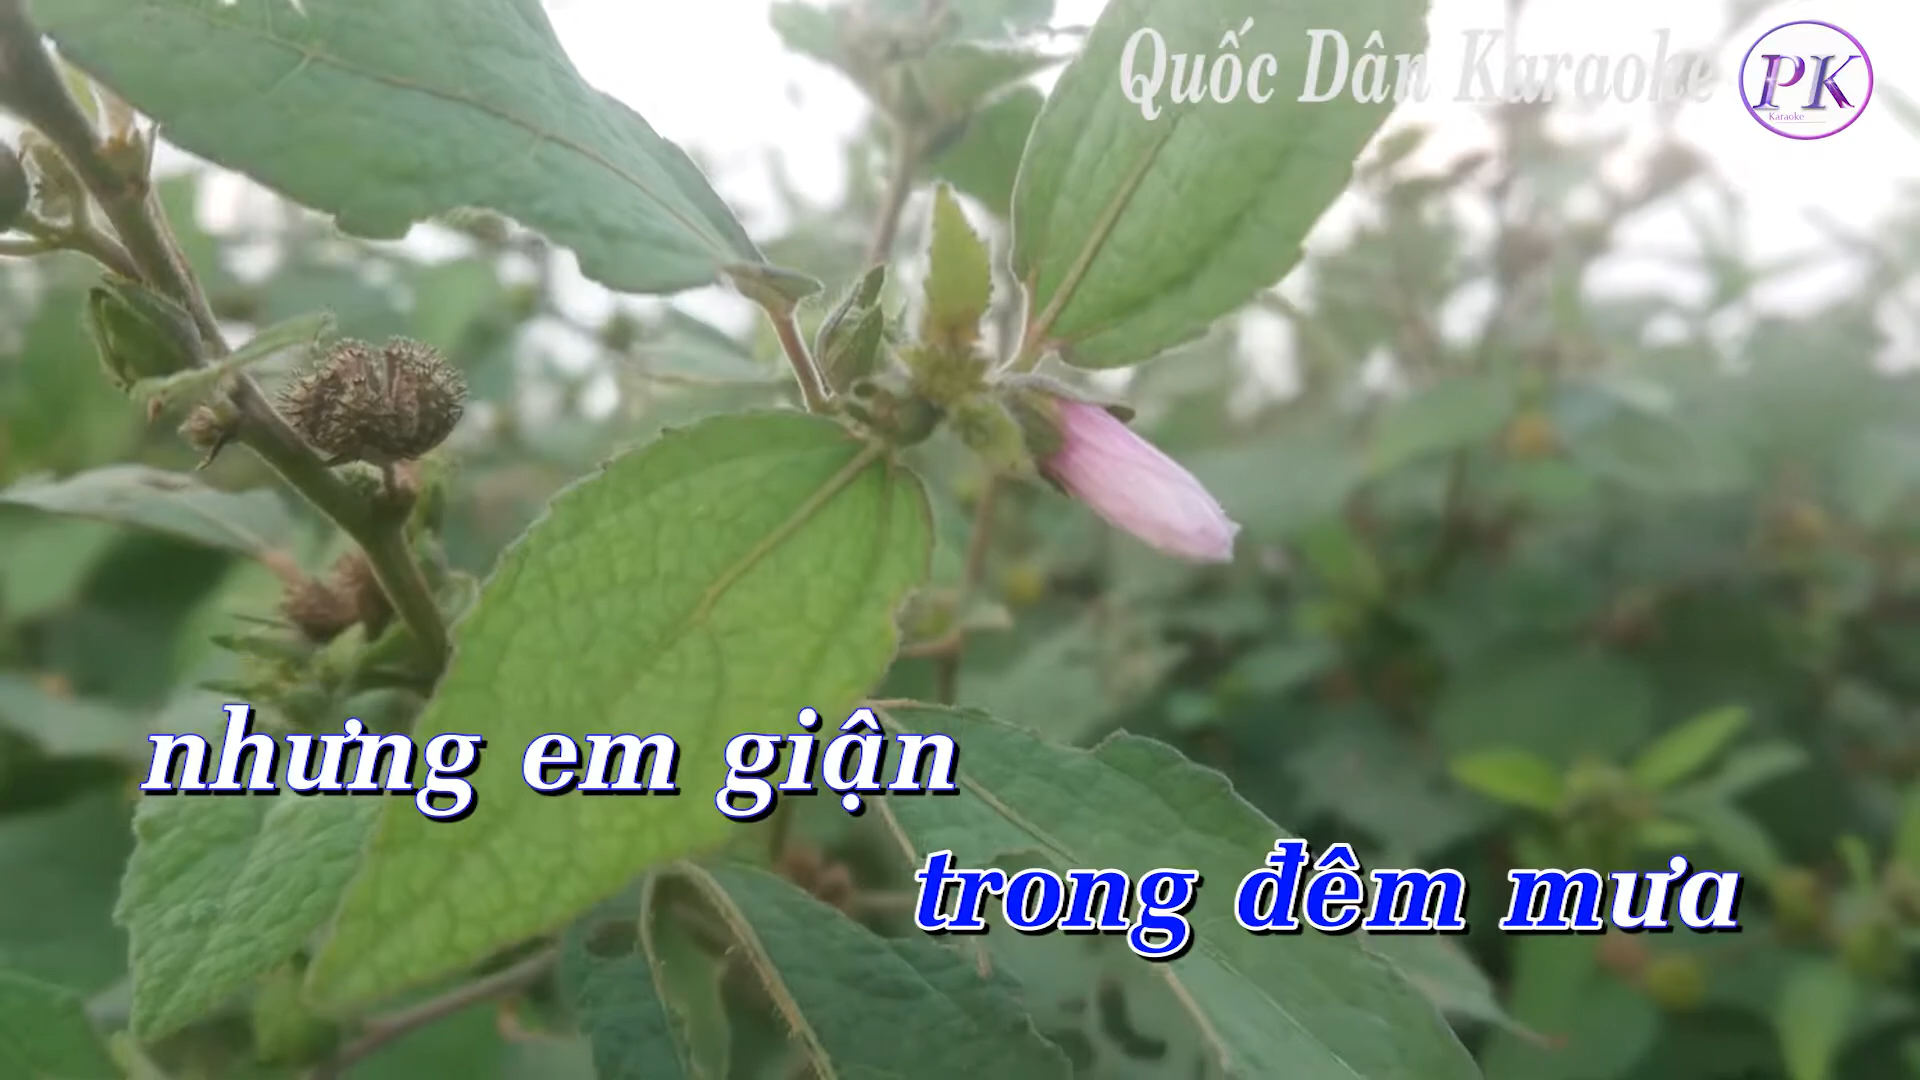 Quốc Dân Karaoke
PK
Karaoke
nhưng em giận
trong đêm mưa